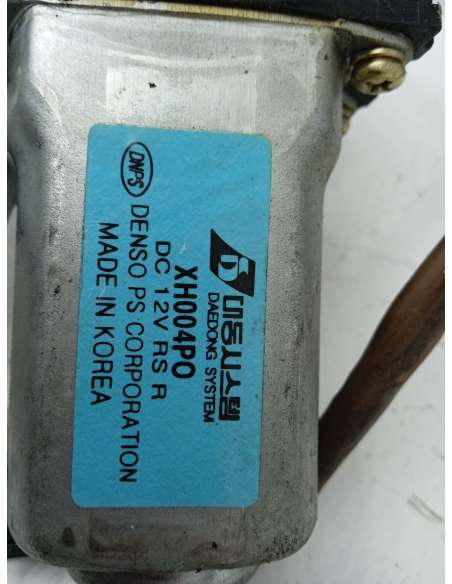 대동시스템
DAEDONG SYSTEM
XH004PO
DC 12V RS R
DNPS DENSO PS CORPORATION
MADE IN KOREA